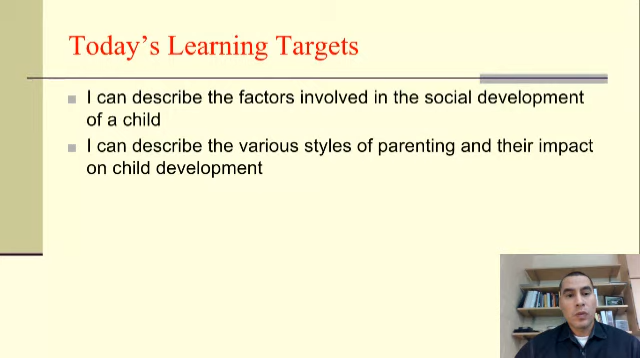 Today's Learning Targets
I can describe the factors involved in the social development
of a child
I can describe the various styles of parenting and their impact
on child development